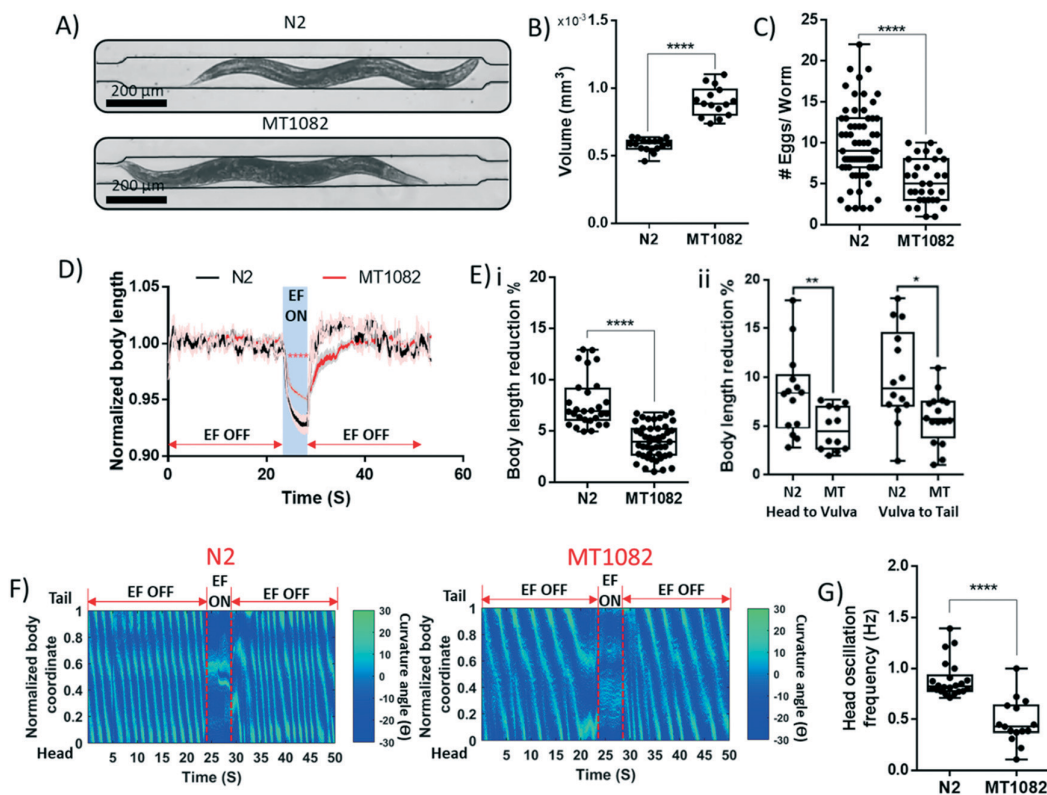 A)
N2
200 µm
MT1082
200 µm
B)
×10⁻³
Volume (mm³)
1.5
1.0
0.5
0.0
****
N2
MT1082
C)
# Eggs/ Worm
25
20
15
10
5
0
****
N2
MT1082
D)
N2
MT1082
Normalized body length
1.05
1.00
0.95
0.90
EF
ON
****
EF OFF
EF OFF
0
20
40
60
Time (S)
E)
i
Body length reduction %
20
15
10
5
0
****
N2
MT1082
ii
Body length reduction %
20
15
10
5
0
**
*
N2 MT
N2 MT
Head to Vulva
Vulva to Tail
F)
N2
EF
ON
EF OFF
EF OFF
Tail
1
0.8
0.6
0.4
0.2
0
Head
Normalized body
coordinate
5 10 15 20 25 30 35 40 45 50
Time (S)
30
20
10
0
-10
-20
-30
Curvature angle (Θ)
MT1082
EF
ON
EF OFF
EF OFF
Tail
1
0.8
0.6
0.4
0.2
0
Head
Normalized body
coordinate
5 10 15 20 25 30 35 40 45 50
Time (S)
30
20
10
0
-10
-20
-30
Curvature angle (Θ)
G)
Head oscillation
frequency (Hz)
2.0
1.5
1.0
0.5
0.0
****
N2
MT1082